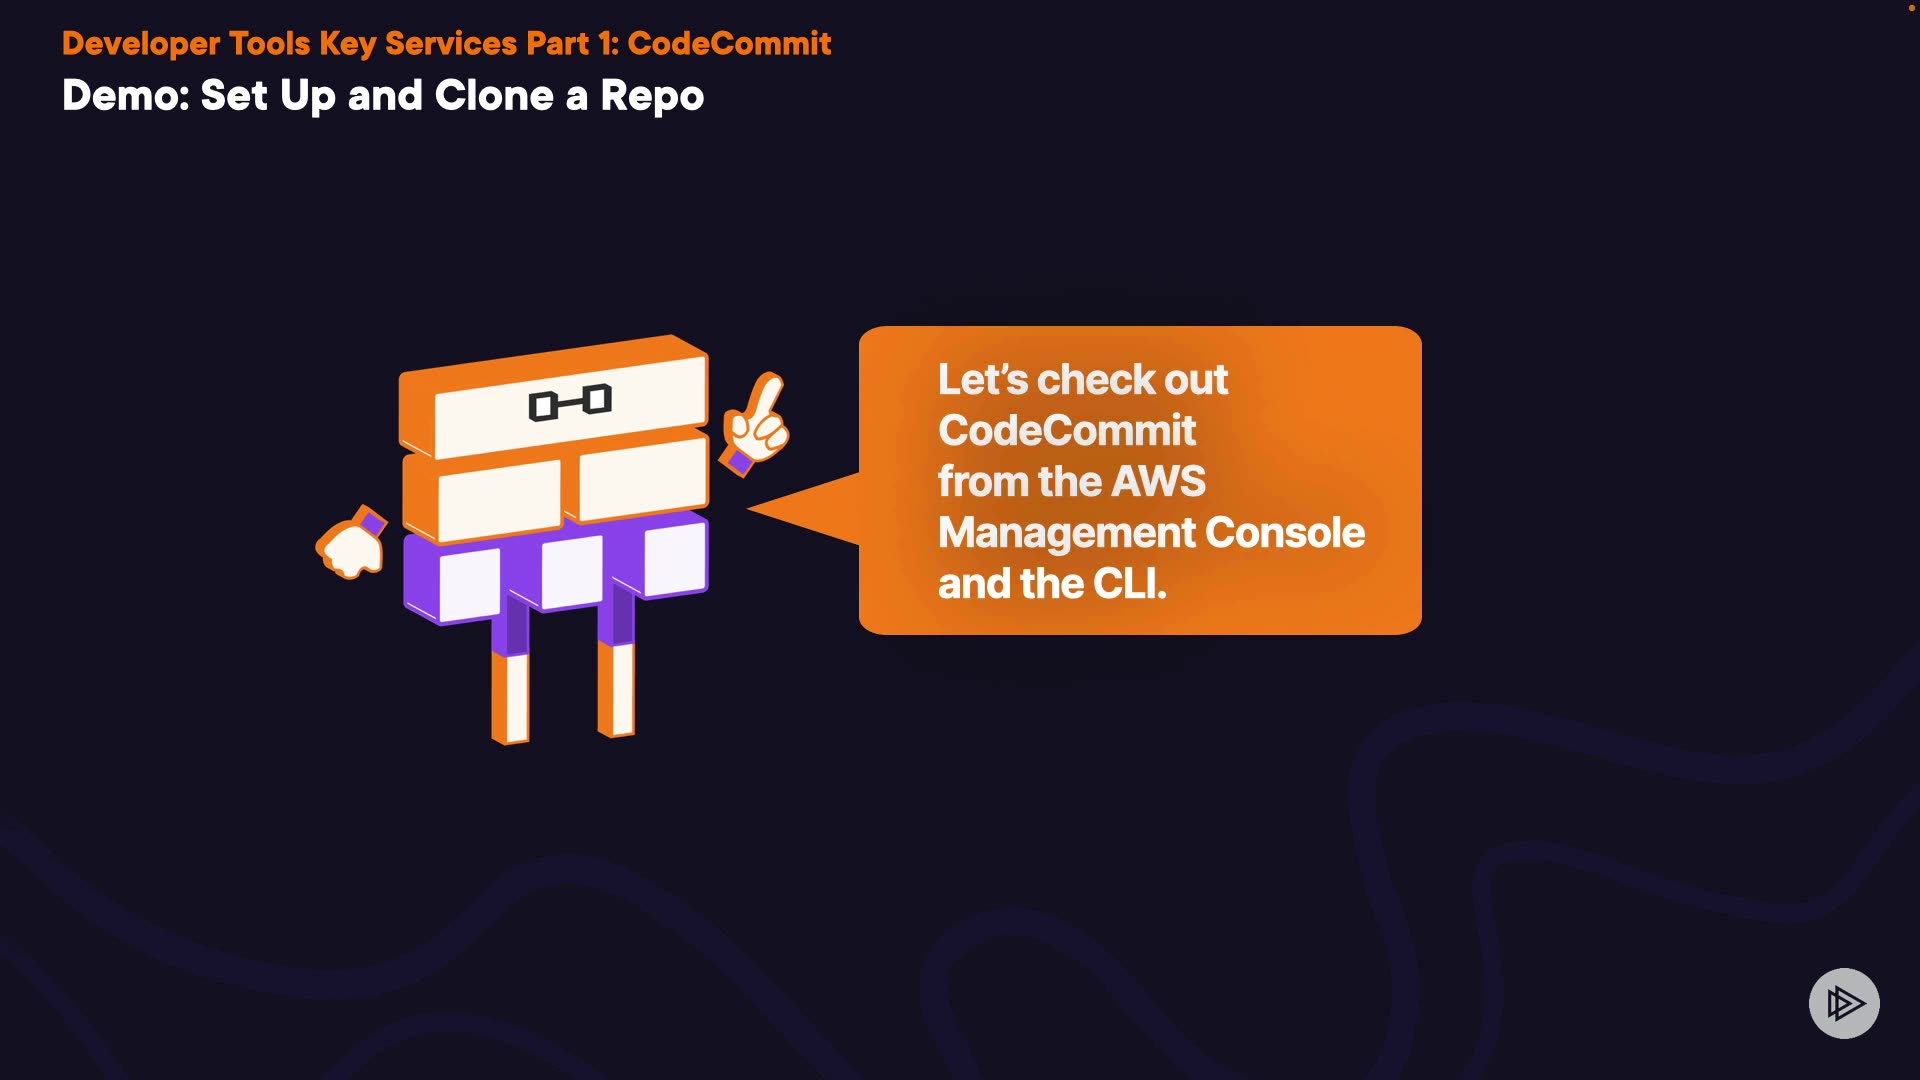 Developer Tools Key Services Part 1: CodeCommit
Demo: Set Up and Clone a Repo
Let’s check out
CodeCommit
from the AWS
Management Console
and the CLI.